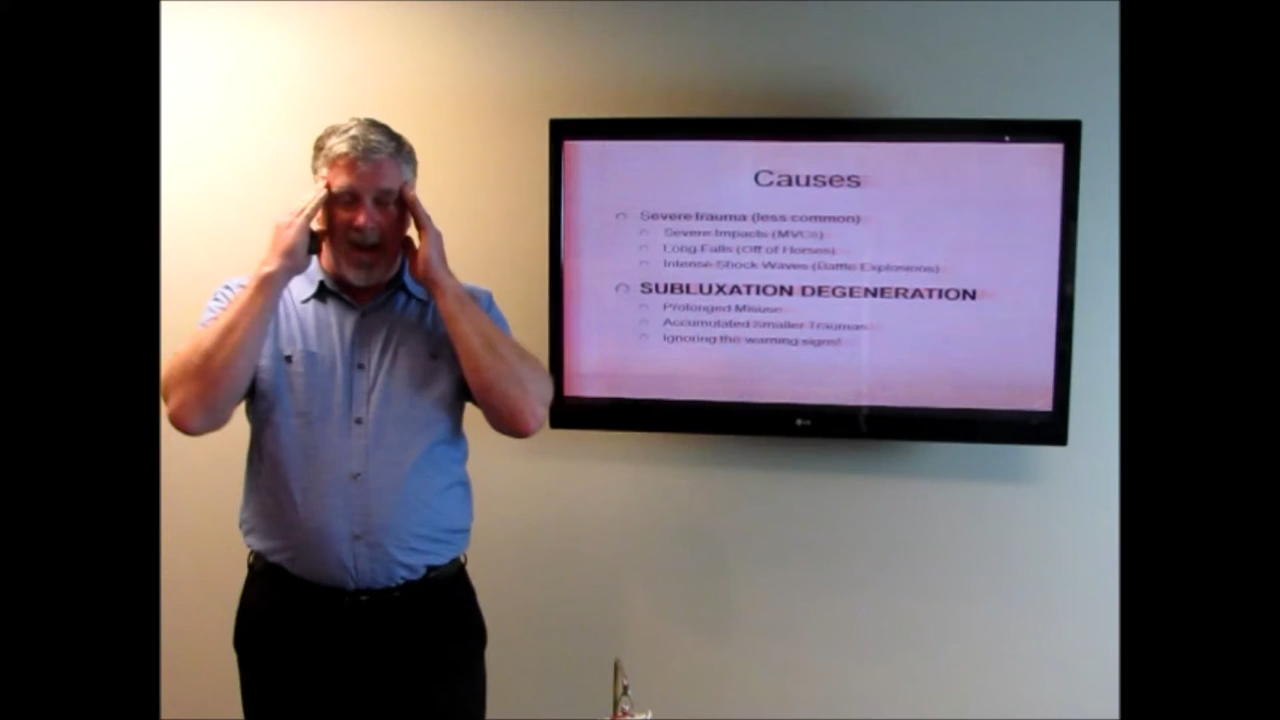 Causes
Severe trauma (less common)
Severe Impacts (MVCs)
Long Falls (Off of Horses)
Intense Shock Waves (Battle Explosions)
SUBLUXATION DEGENERATION
Prolonged Misuse
Accumulated Smaller Traumas
Ignoring the warning signs!
LG